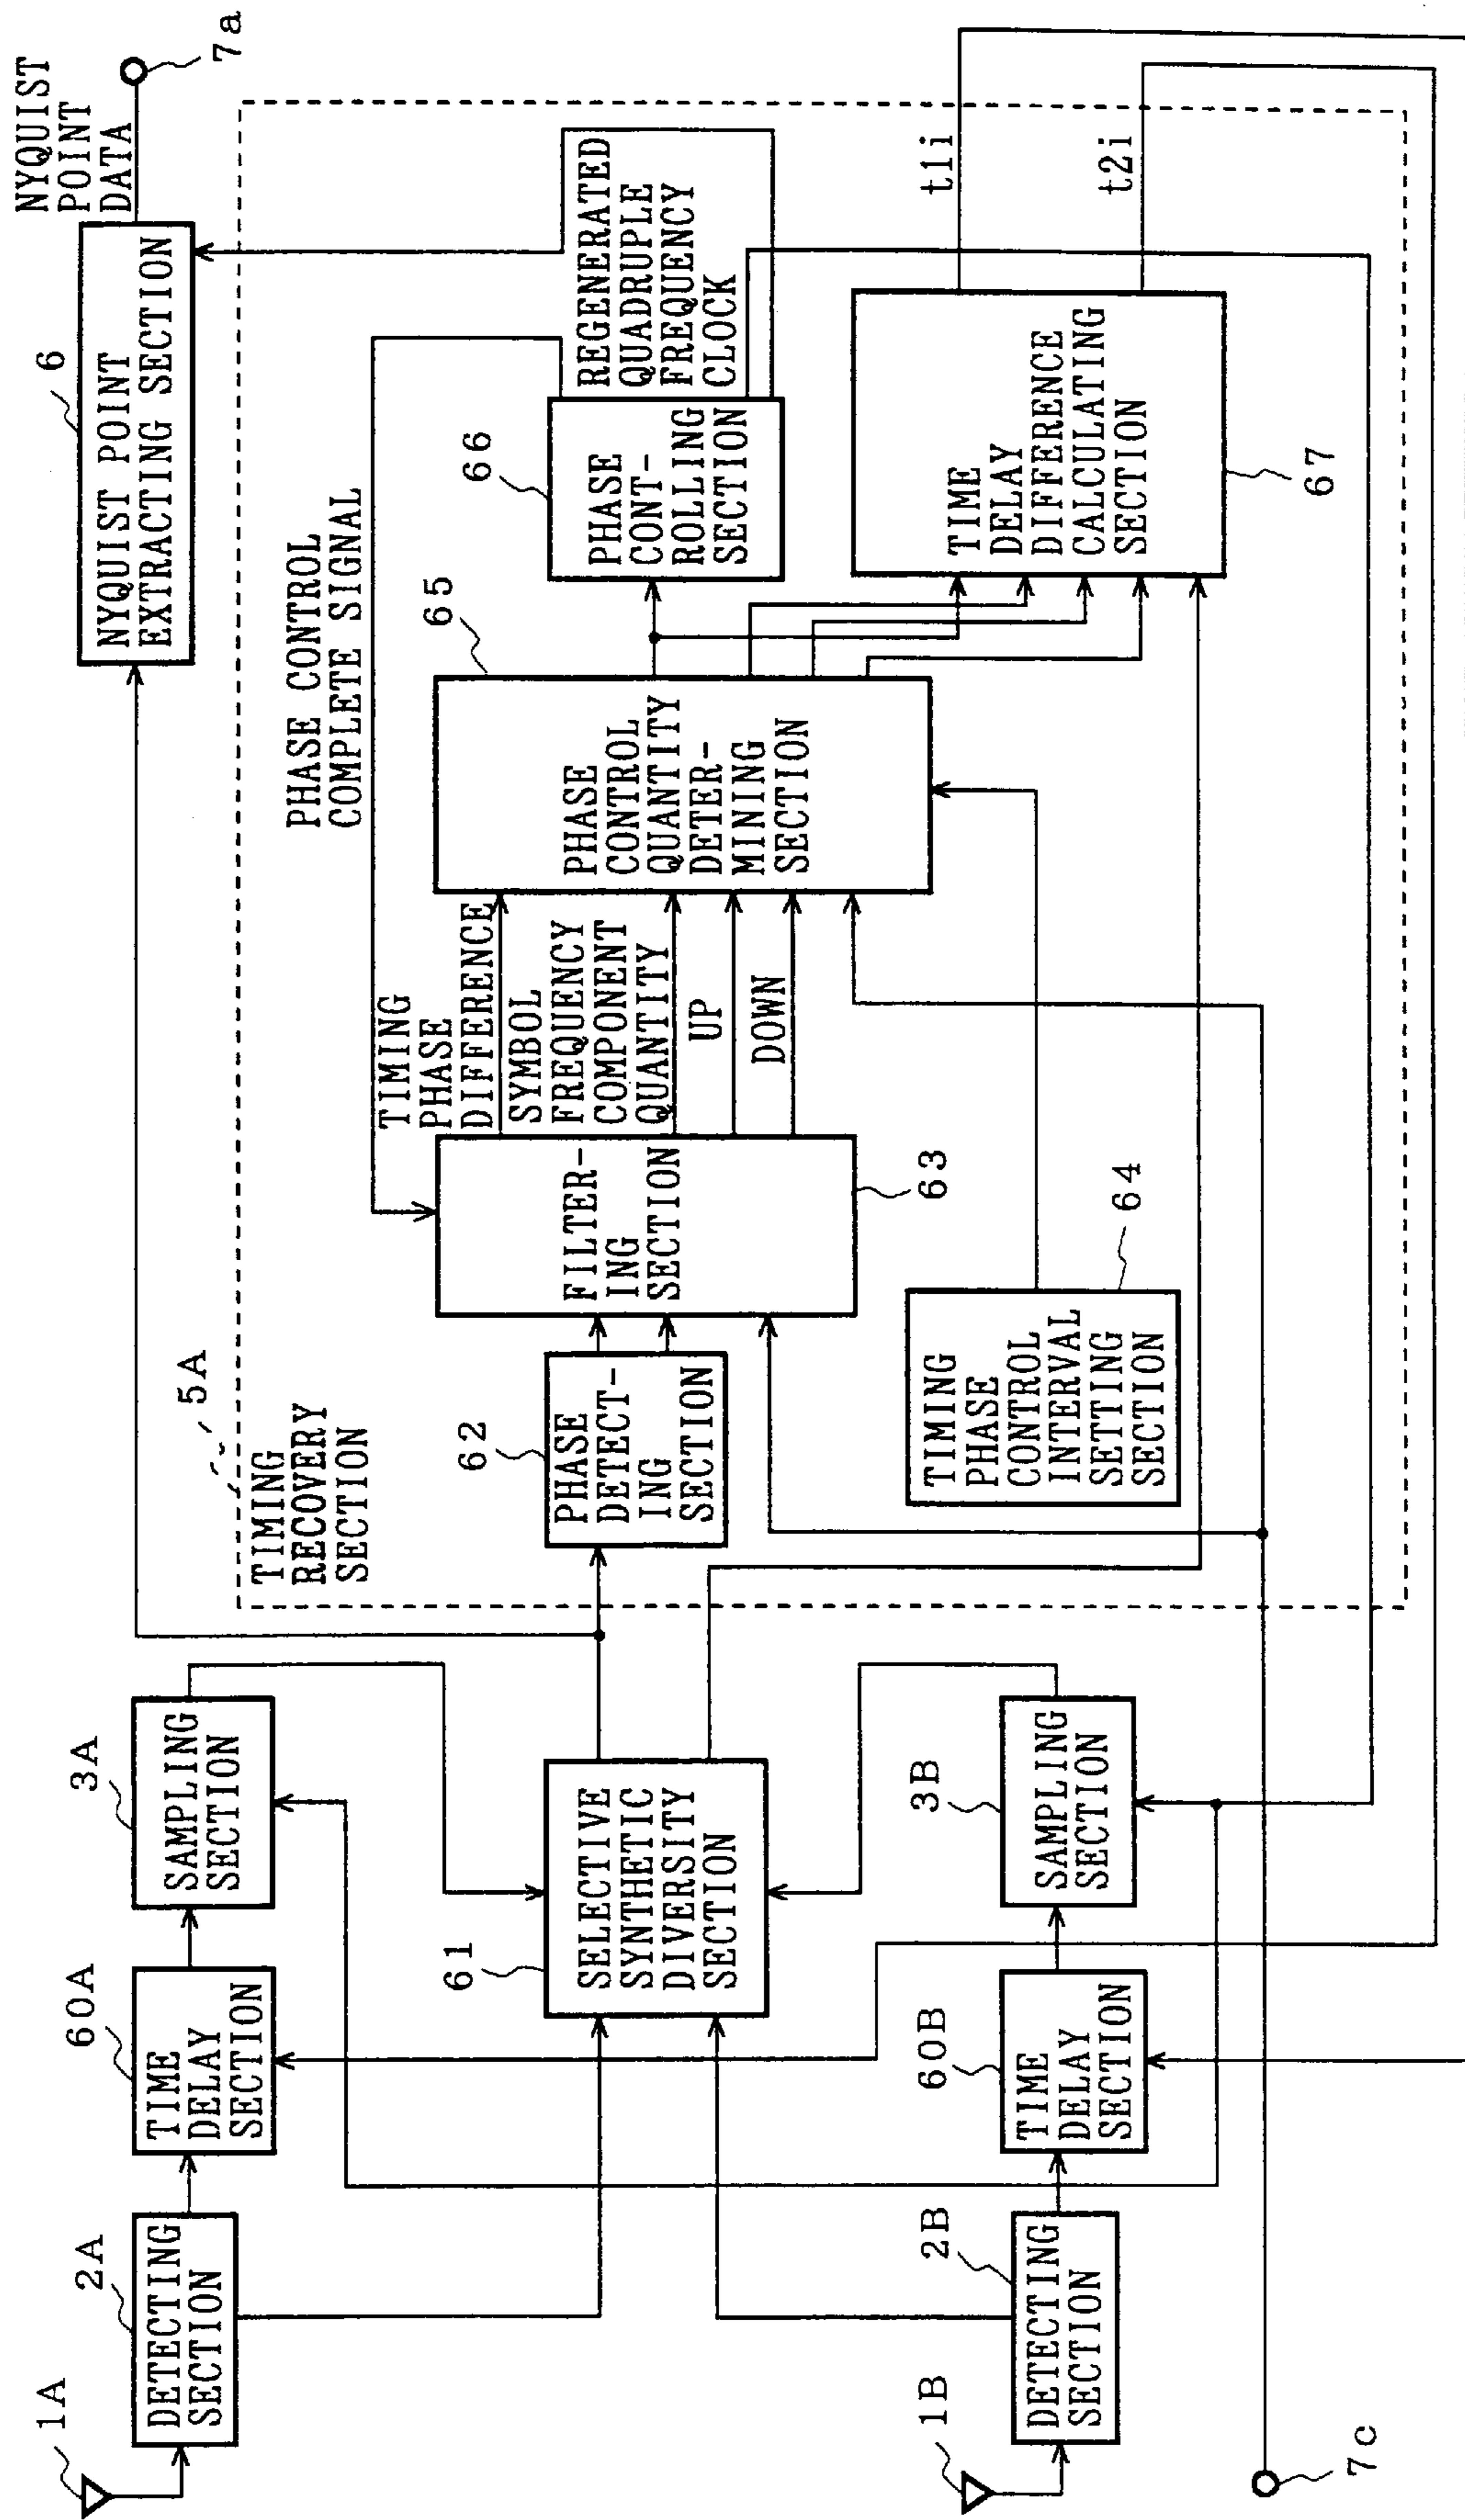 1A
2A
DETECTING
SECTION
60A
TIME
DELAY
SECTION
3A
SAMPLING
SECTION
6
NYQUIST POINT
EXTRACTING SECTION
NYQUIST
POINT
DATA
7a
5A
TIMING
RECOVERY
SECTION
61
SELECTIVE
SYNTHETIC
DIVERSITY
SECTION
62
PHASE
DETECT-
ING
SECTION
FILTER-
ING
SECTION
63
PHASE CONTROL
COMPLETE SIGNAL
TIMING
PHASE
DIFFERENCE
SYMBOL
FREQUENCY
COMPONENT
QUANTITY
UP
DOWN
65
PHASE
CONTROL
QUANTITY
DETER-
MINING
SECTION
66
PHASE
CONT-
ROLLING
SECTION
REGENERATED
QUADRUPLE
FREQUENCY
CLOCK
TIMING
PHASE
CONTROL
INTERVAL
SETTING
SECTION
64
TIME
DELAY
DIFFERENCE
CALCULATING
SECTION
67
t1i
t2i
1B
2B
DETECTING
SECTION
60B
TIME
DELAY
SECTION
3B
SAMPLING
SECTION
7c